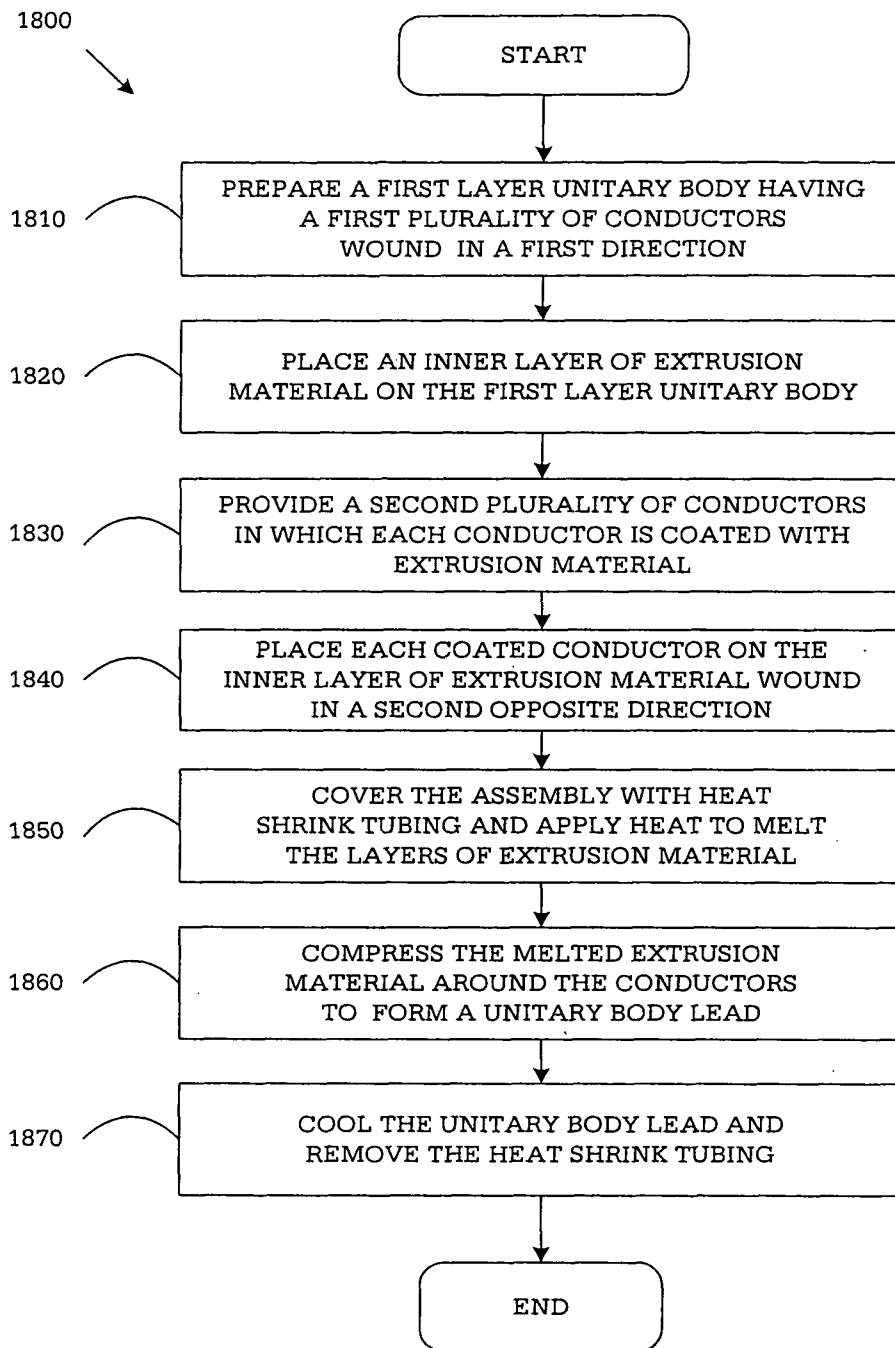 1800
START
1810
PREPARE A FIRST LAYER UNITARY BODY HAVING
A FIRST PLURALITY OF CONDUCTORS
WOUND IN A FIRST DIRECTION
1820
PLACE AN INNER LAYER OF EXTRUSION
MATERIAL ON THE FIRST LAYER UNITARY BODY
1830
PROVIDE A SECOND PLURALITY OF CONDUCTORS
IN WHICH EACH CONDUCTOR IS COATED WITH
EXTRUSION MATERIAL
1840
PLACE EACH COATED CONDUCTOR ON THE
INNER LAYER OF EXTRUSION MATERIAL WOUND
IN A SECOND OPPOSITE DIRECTION
1850
COVER THE ASSEMBLY WITH HEAT
SHRINK TUBING AND APPLY HEAT TO MELT
THE LAYERS OF EXTRUSION MATERIAL
1860
COMPRESS THE MELTED EXTRUSION
MATERIAL AROUND THE CONDUCTORS
TO FORM A UNITARY BODY LEAD
1870
COOL THE UNITARY BODY LEAD AND
REMOVE THE HEAT SHRINK TUBING
END